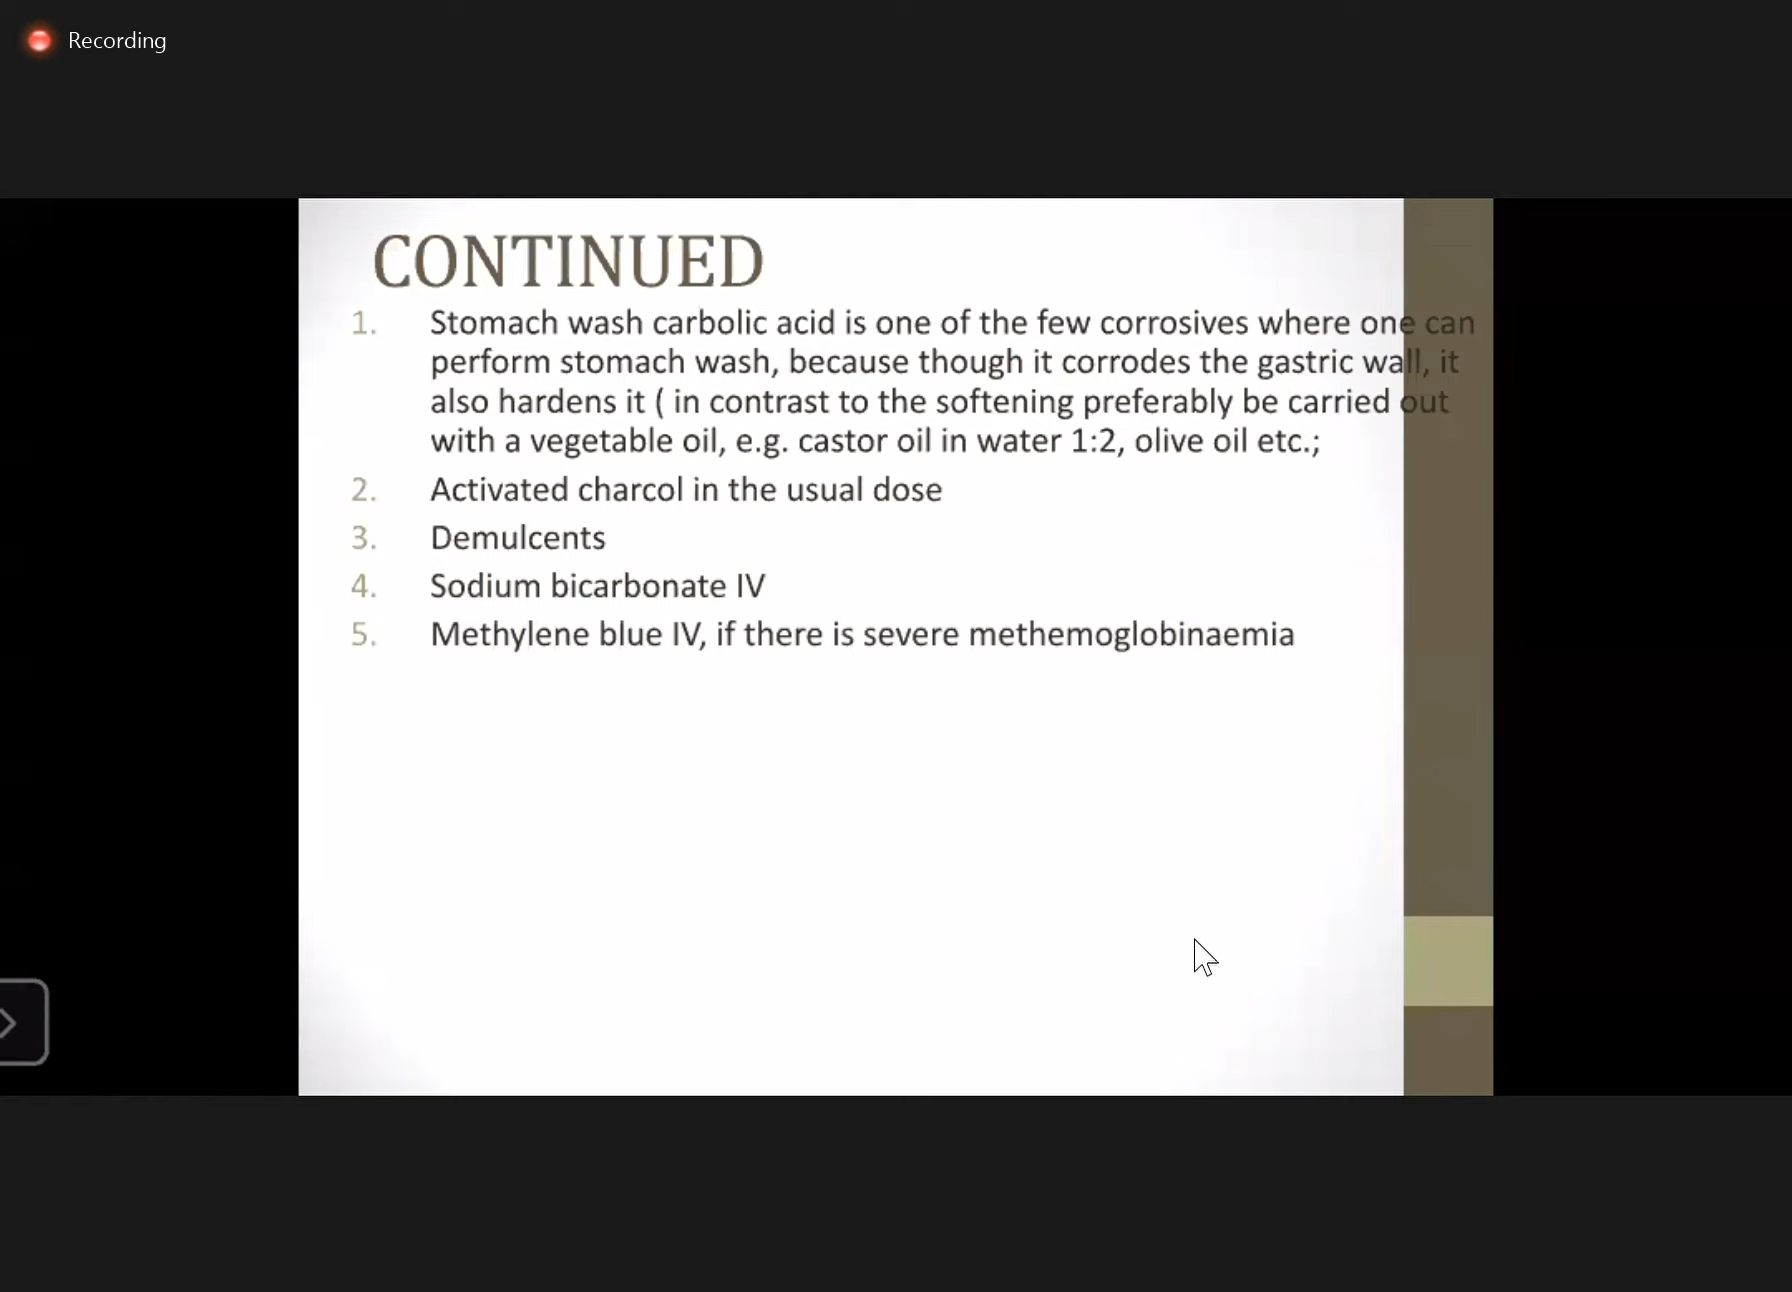 Recording
CONTINUED
1. Stomach wash carbolic acid is one of the few corrosives where one can
perform stomach wash, because though it corrodes the gastric wall, it
also hardens it ( in contrast to the softening preferably be carried out
with a vegetable oil, e.g. castor oil in water 1:2, olive oil etc.;
2. Activated charcol in the usual dose
3. Demulcents
4. Sodium bicarbonate IV
5. Methylene blue IV, if there is severe methemoglobinaemia